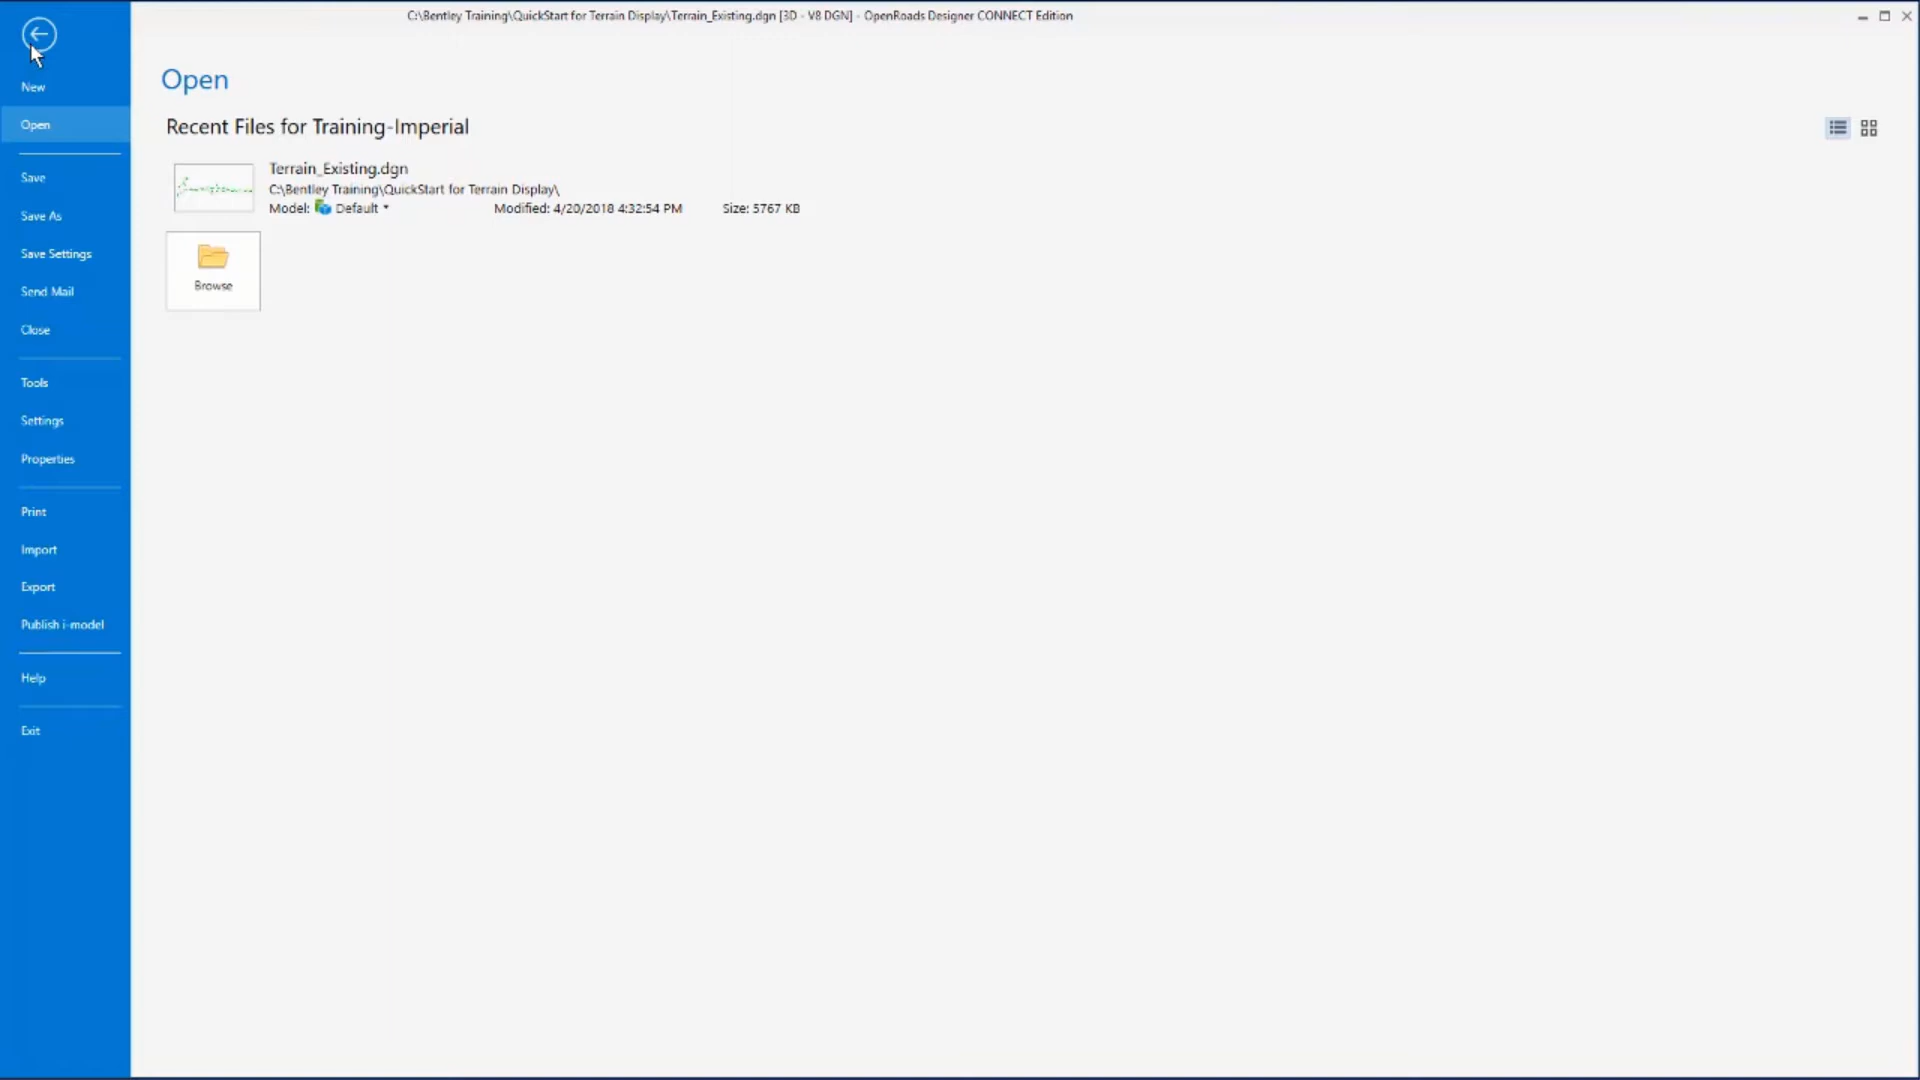 C:\Bentley Training\QuickStart for Terrain Display\Terrain_Existing.dgn [3D - V8 DGN] - OpenRoads Designer CONNECT Edition
New
Open
Save
Save As
Save Settings
Send Mail
Close
Tools
Settings
Properties
Print
Import
Export
Publish i-model
Help
Exit
Open
Recent Files for Training-Imperial
Terrain_Existing.dgn
C:\Bentley Training\QuickStart for Terrain Display\
Model: Default Modified: 4/20/2018 4:32:54 PM Size: 5767 KB
Browse